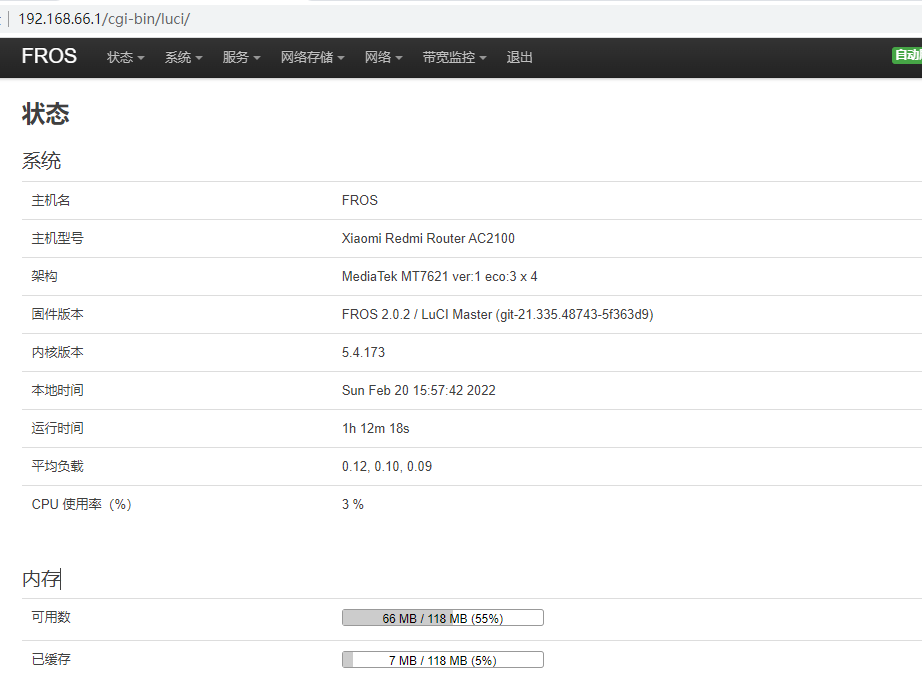 192.168.66.1/cgi-bin/luci/
FROS 状态 系统 服务 网络存储 网络 带宽监控 退出 自动
状态
系统
主机名 FROS
主机型号 Xiaomi Redmi Router AC2100
架构 MediaTek MT7621 ver:1 eco:3 x 4
固件版本 FROS 2.0.2 / LuCI Master (git-21.335.48743-5f363d9)
内核版本 5.4.173
本地时间 Sun Feb 20 15:57:42 2022
运行时间 1h 12m 18s
平均负载 0.12, 0.10, 0.09
CPU 使用率（%） 3 %
内存
可用数 66 MB / 118 MB (55%)
已缓存 7 MB / 118 MB (5%)